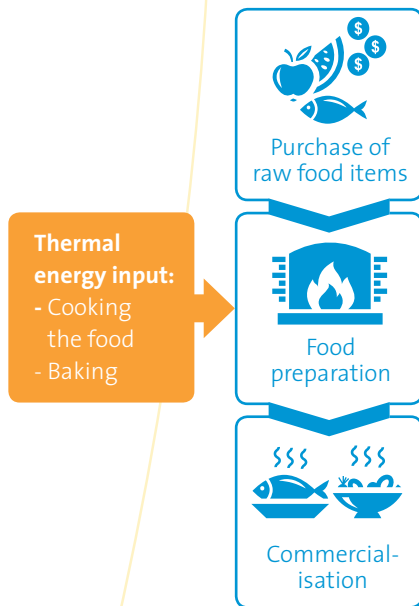 $
$
$
Purchase of
raw food items
Thermal
energy input:
- Cooking
the food
- Baking
Food
preparation
Commercial-
isation